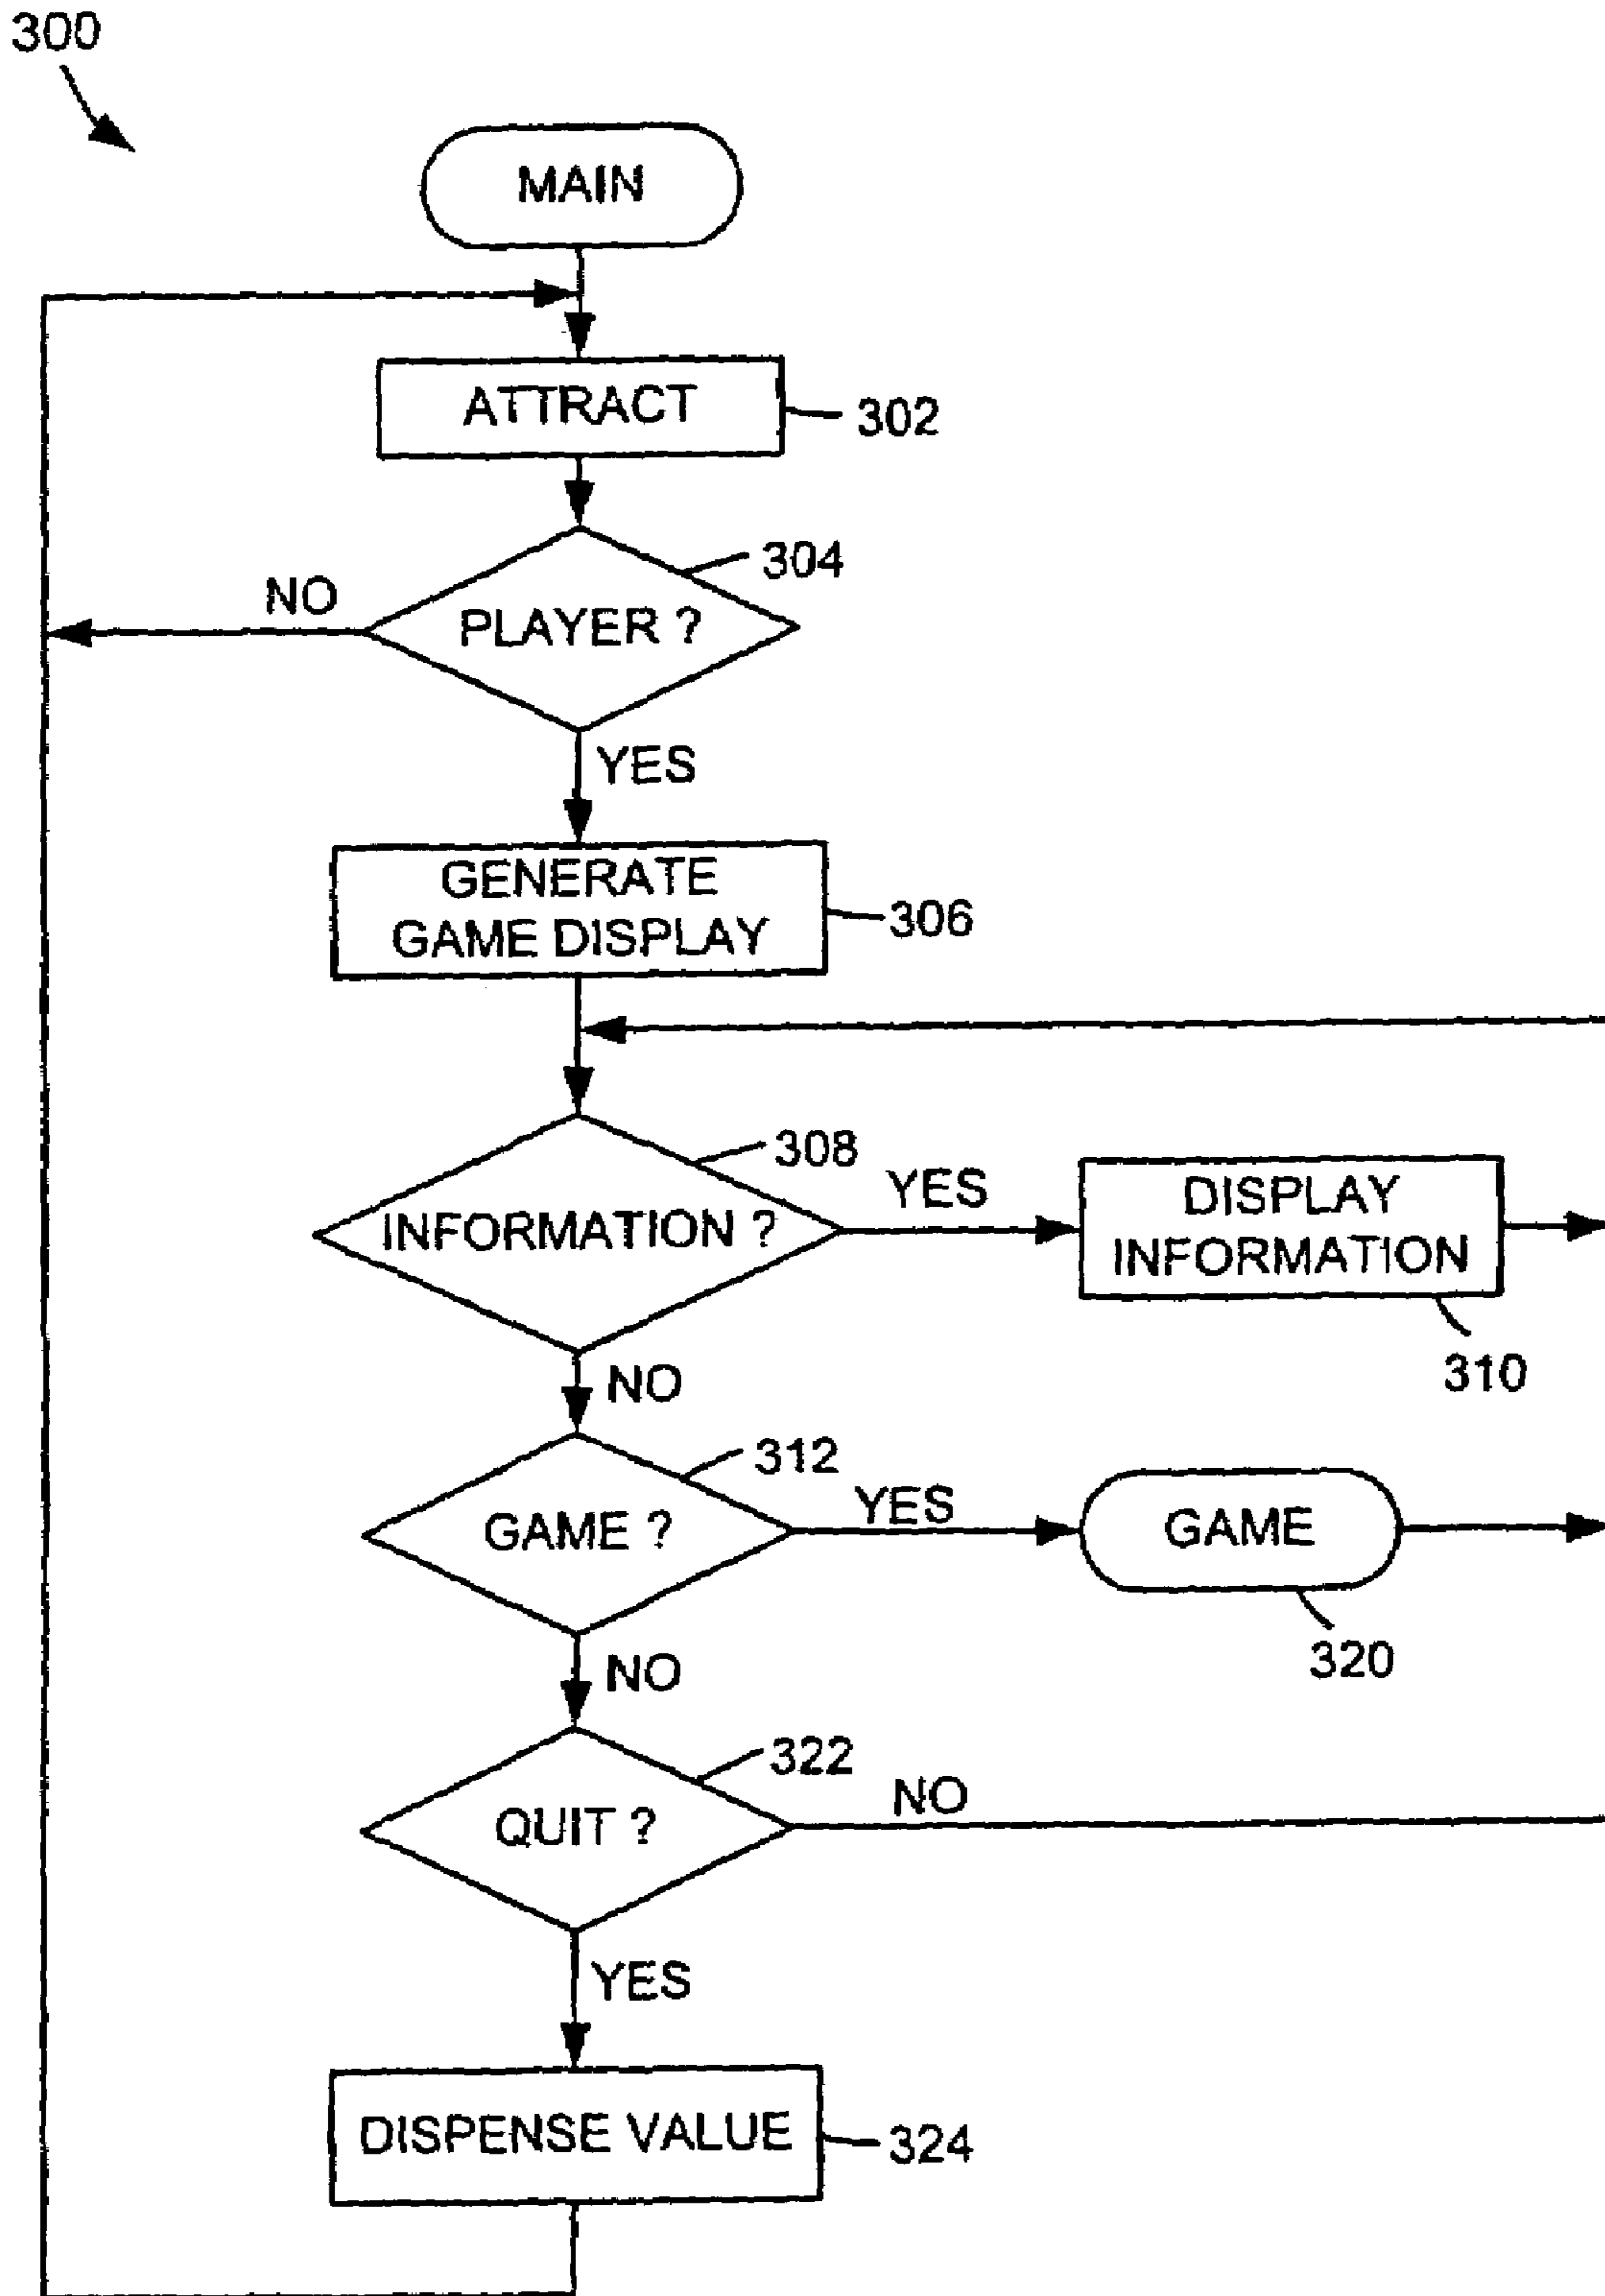 300
MAIN
ATTRACT
302
304
NO
PLAYER ?
YES
GENERATE
GAME DISPLAY
306
308
YES
INFORMATION ?
DISPLAY
INFORMATION
310
NO
312
YES
GAME ?
GAME
320
NO
322
NO
QUIT ?
YES
DISPENSE VALUE
324